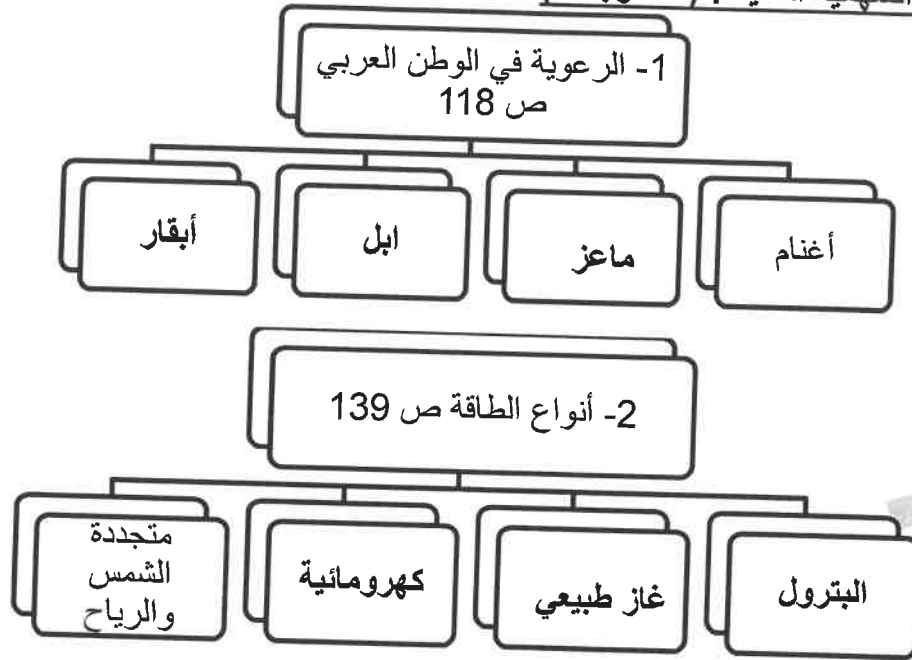 1- الرعوية في الوطن العربي
ص 118
أغنام
ماعز
ابل
أبقار
2- أنواع الطاقة ص 139
البترول
غاز طبيعي
كهرومائية
متجددة
الشمس
والرياح